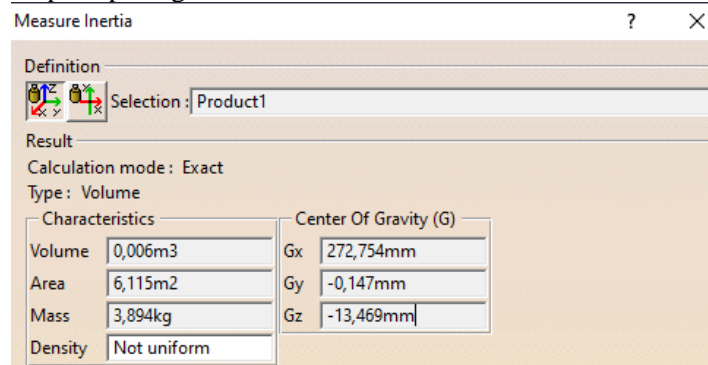 Measure Inertia ? X
Definition
Selection : Product1
Result
Calculation mode : Exact
Type : Volume
Characteristics Center Of Gravity (G)
Volume 0,006m3 Gx 272,754mm
Area 6,115m2 Gy -0,147mm
Mass 3,894kg Gz -13,469mm
Density Not uniform